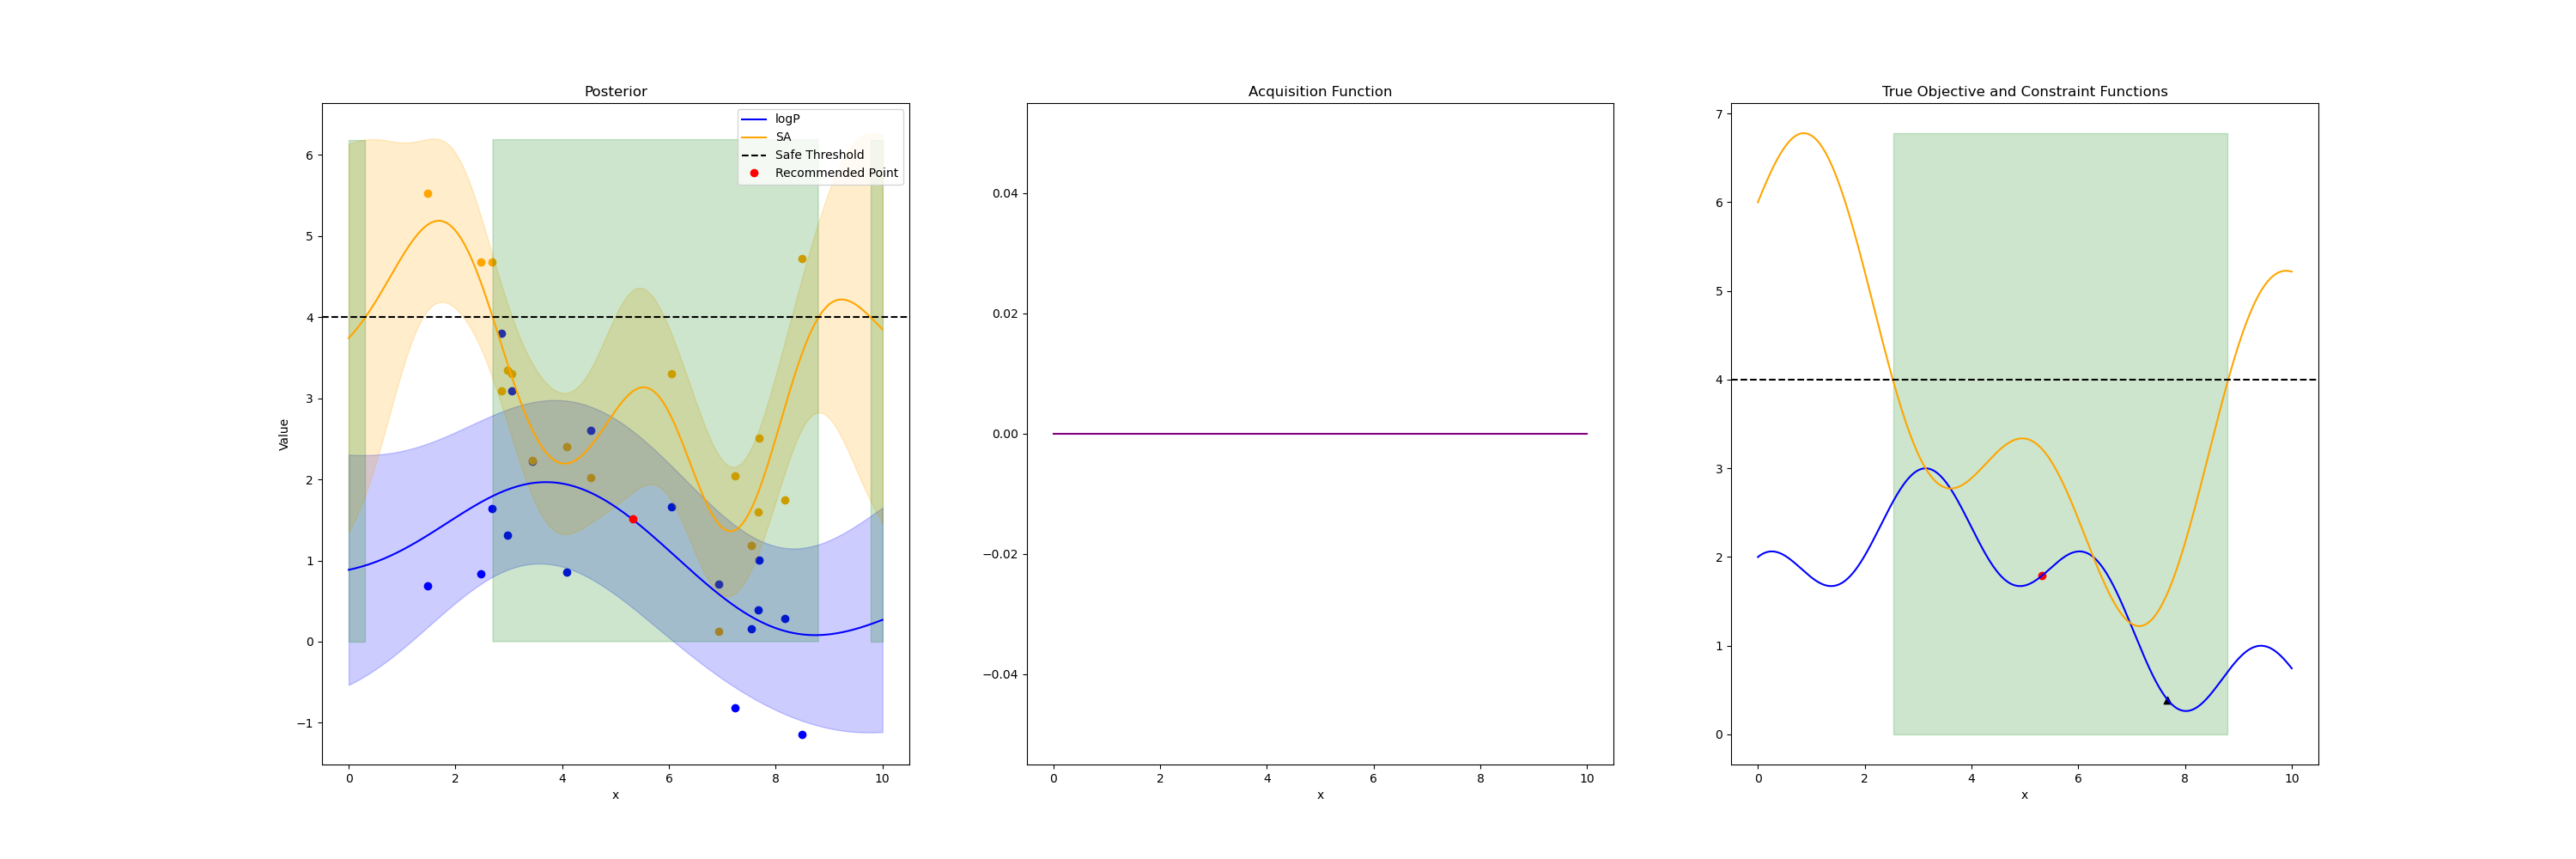 Posterior
logP
SA
Safe Threshold
Recommended Point
6
5
4
3
2
1
0
−1
Value
0 2 4 6 8 10
x
Acquisition Function
0.04
0.02
0.00
−0.02
−0.04
0 2 4 6 8 10
x
True Objective and Constraint Functions
7
6
5
4
3
2
1
0
0 2 4 6 8 10
x